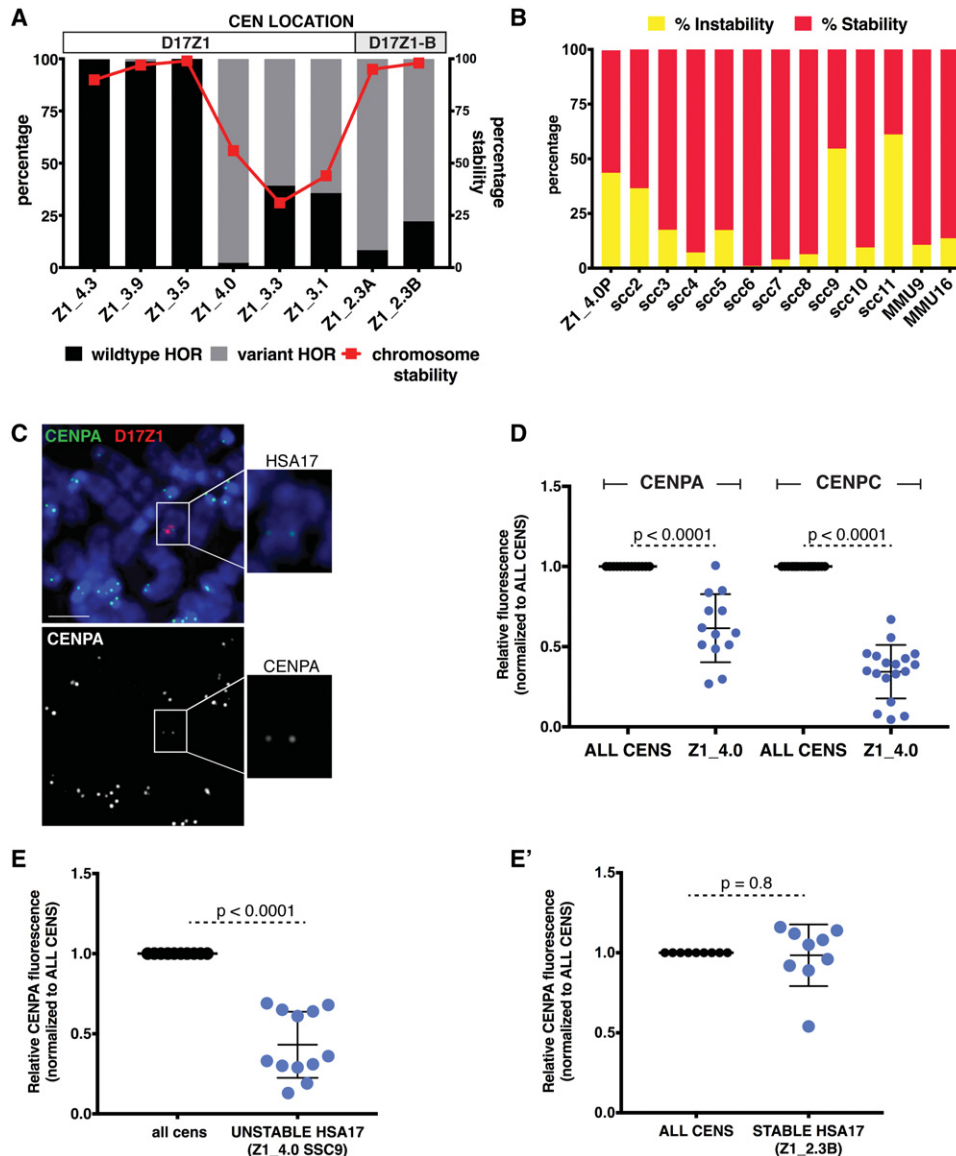 A
CEN LOCATION
D17Z1 D17Z1-B
percentage
100
75
50
25
0
100
75
50
25
0
percentage
stability
Z1_4.3 Z1_3.9 Z1_3.5 Z1_4.0 Z1_3.3 Z1_3.1 Z1_2.3A Z1_2.3B
wildtype HOR variant HOR chromosome
stability
B
% Instability % Stability
percentage
100
75
50
25
0
Z1_4.0P scc2 scc3 scc4 scc5 scc6 scc7 scc8 scc9 scc10 scc11 MMU9 MMU16
C
CENPA D17Z1
HSA17
CENPA
CENPA
D
CENPA CENPC
Relative fluorescence
(normalized to ALL CENS)
1.5
1.0
0.5
0.0
p < 0.0001 p < 0.0001
ALL CENS Z1_4.0 ALL CENS Z1_4.0
E
Relative CENPA fluorescence
(normalized to ALL CENS)
1.5
1.0
0.5
0.0
p < 0.0001
all cens UNSTABLE HSA17
(Z1_4.0 SSC9)
E'
Relative CENPA fluorescence
(normalized to ALL CENS)
1.5
1.0
0.5
0.0
p = 0.8
ALL CENS STABLE HSA17
(Z1_2.3B)